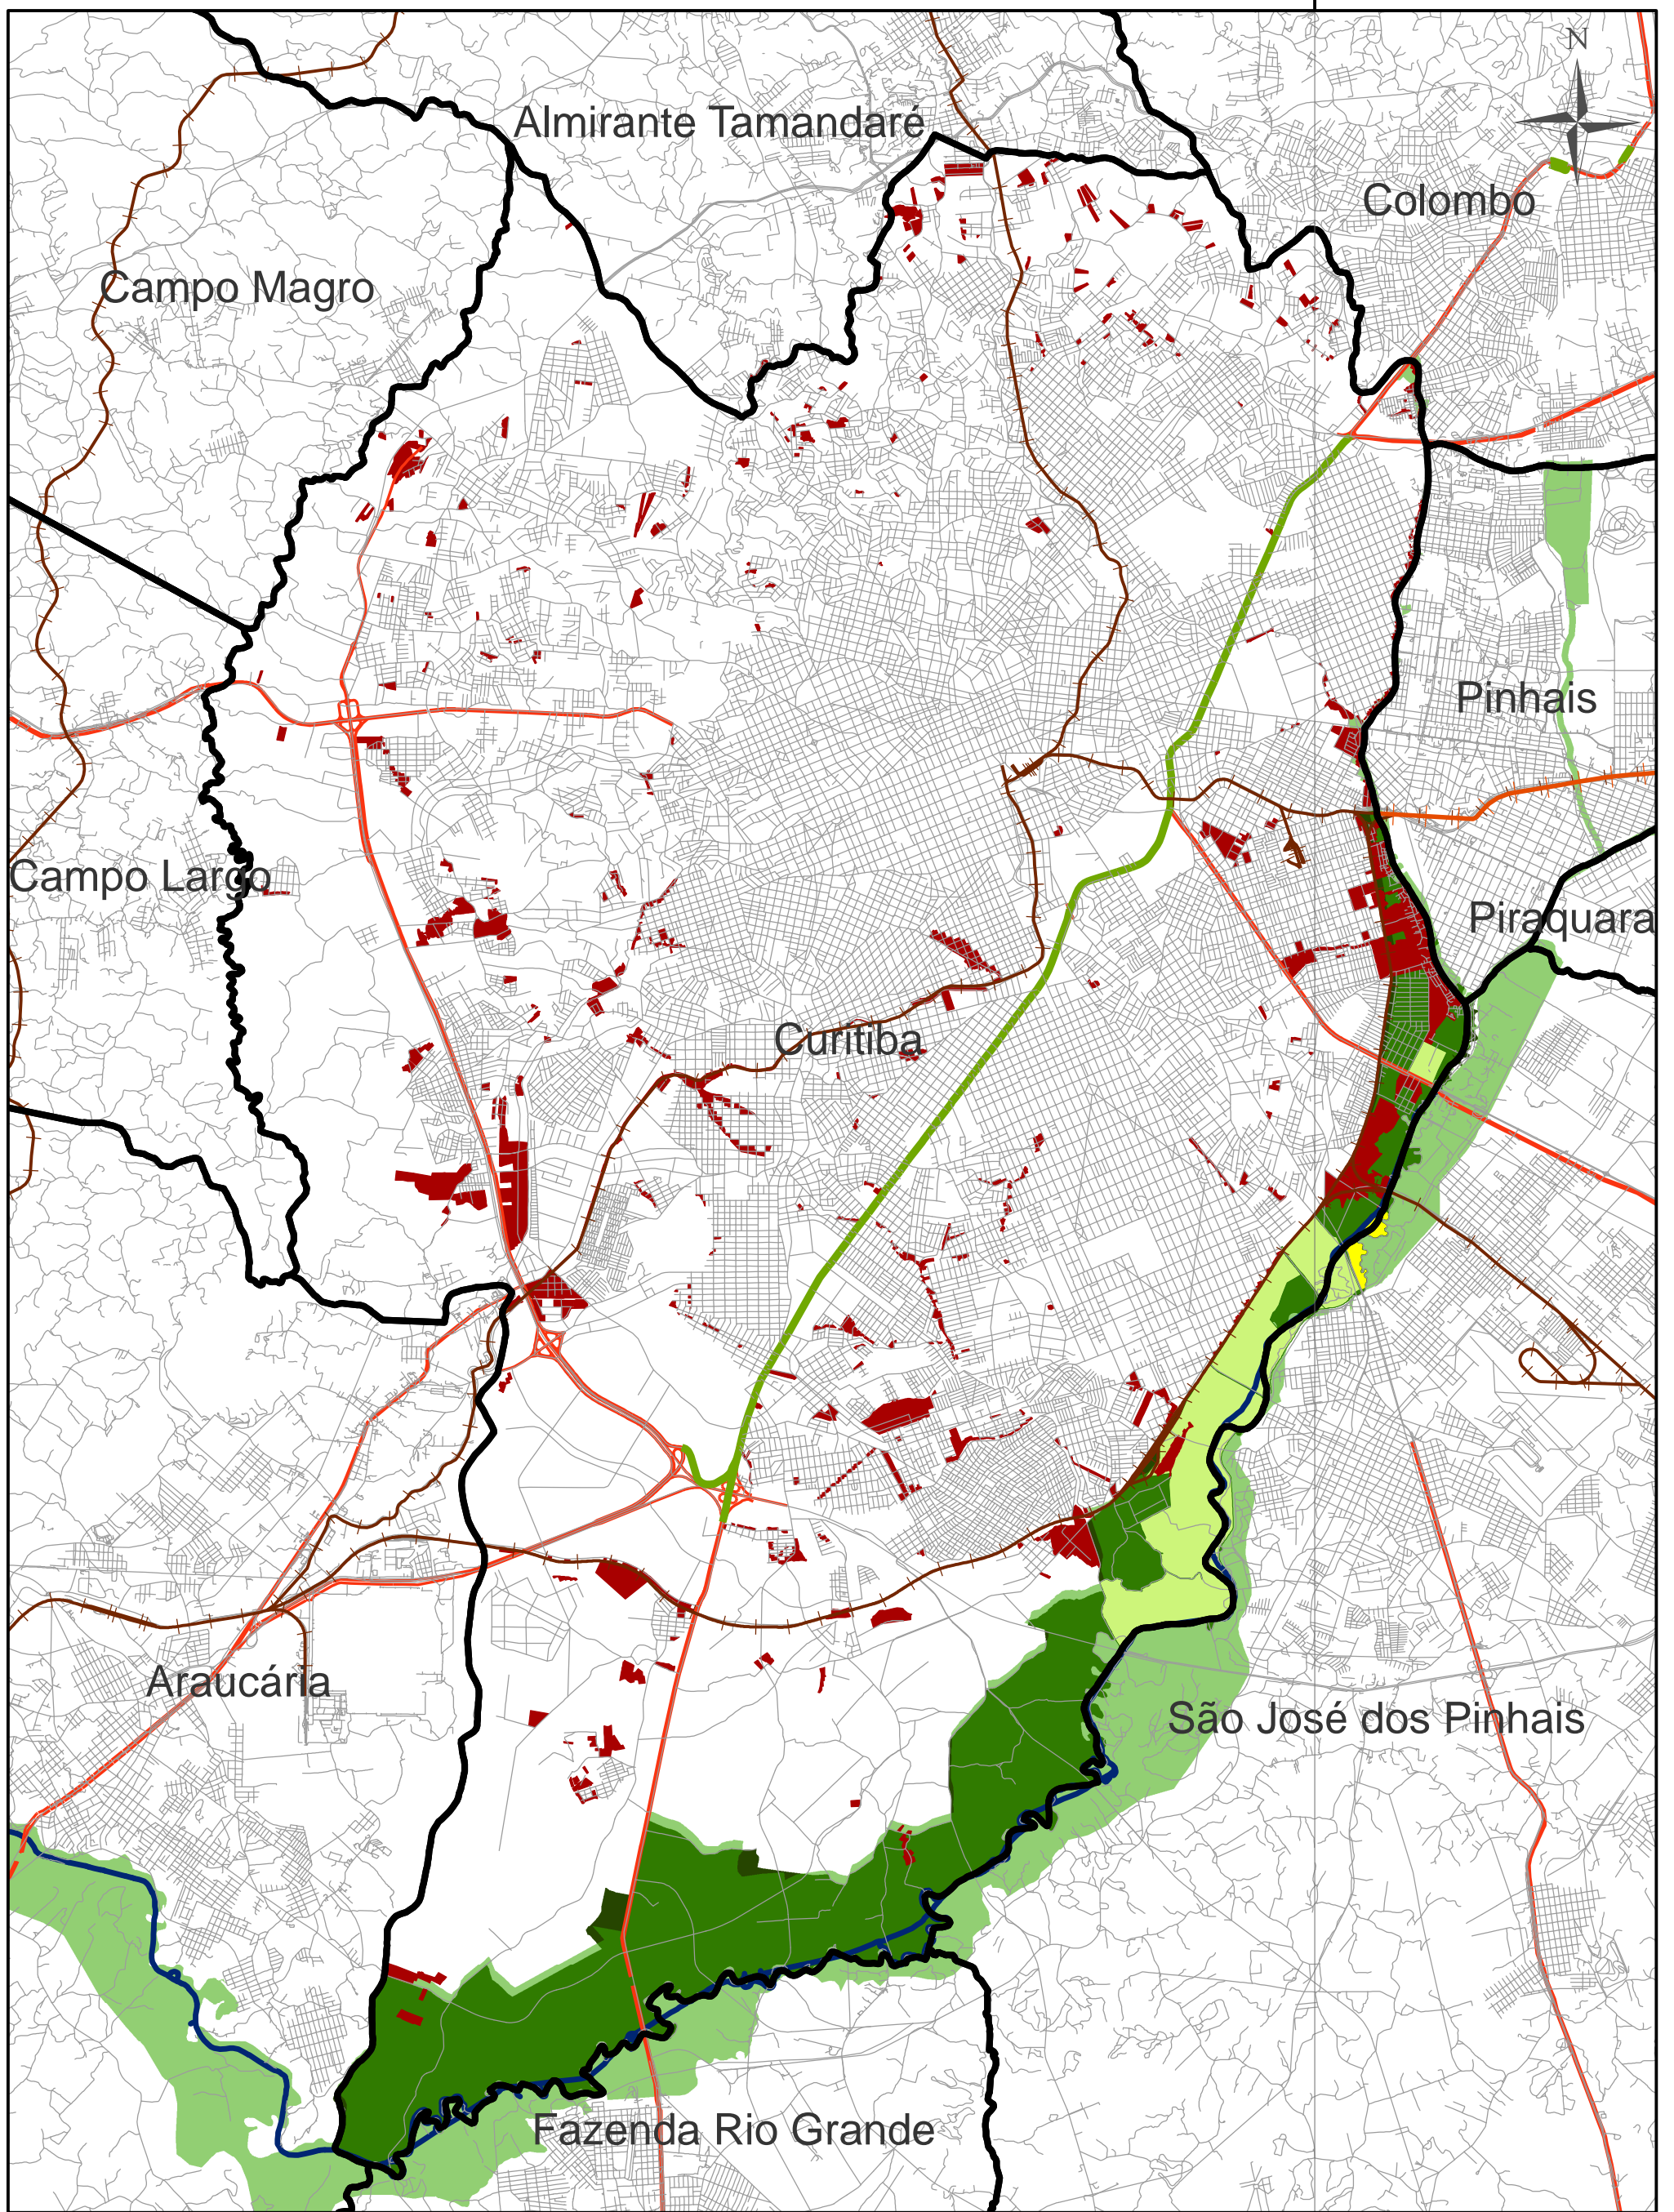 N
Almirante Tamandaré
Colombo
Campo Magro
Pinhais
Campo Largo
Piraquara
Curitiba
Araucária
São José dos Pinhais
Fazenda Rio Grande